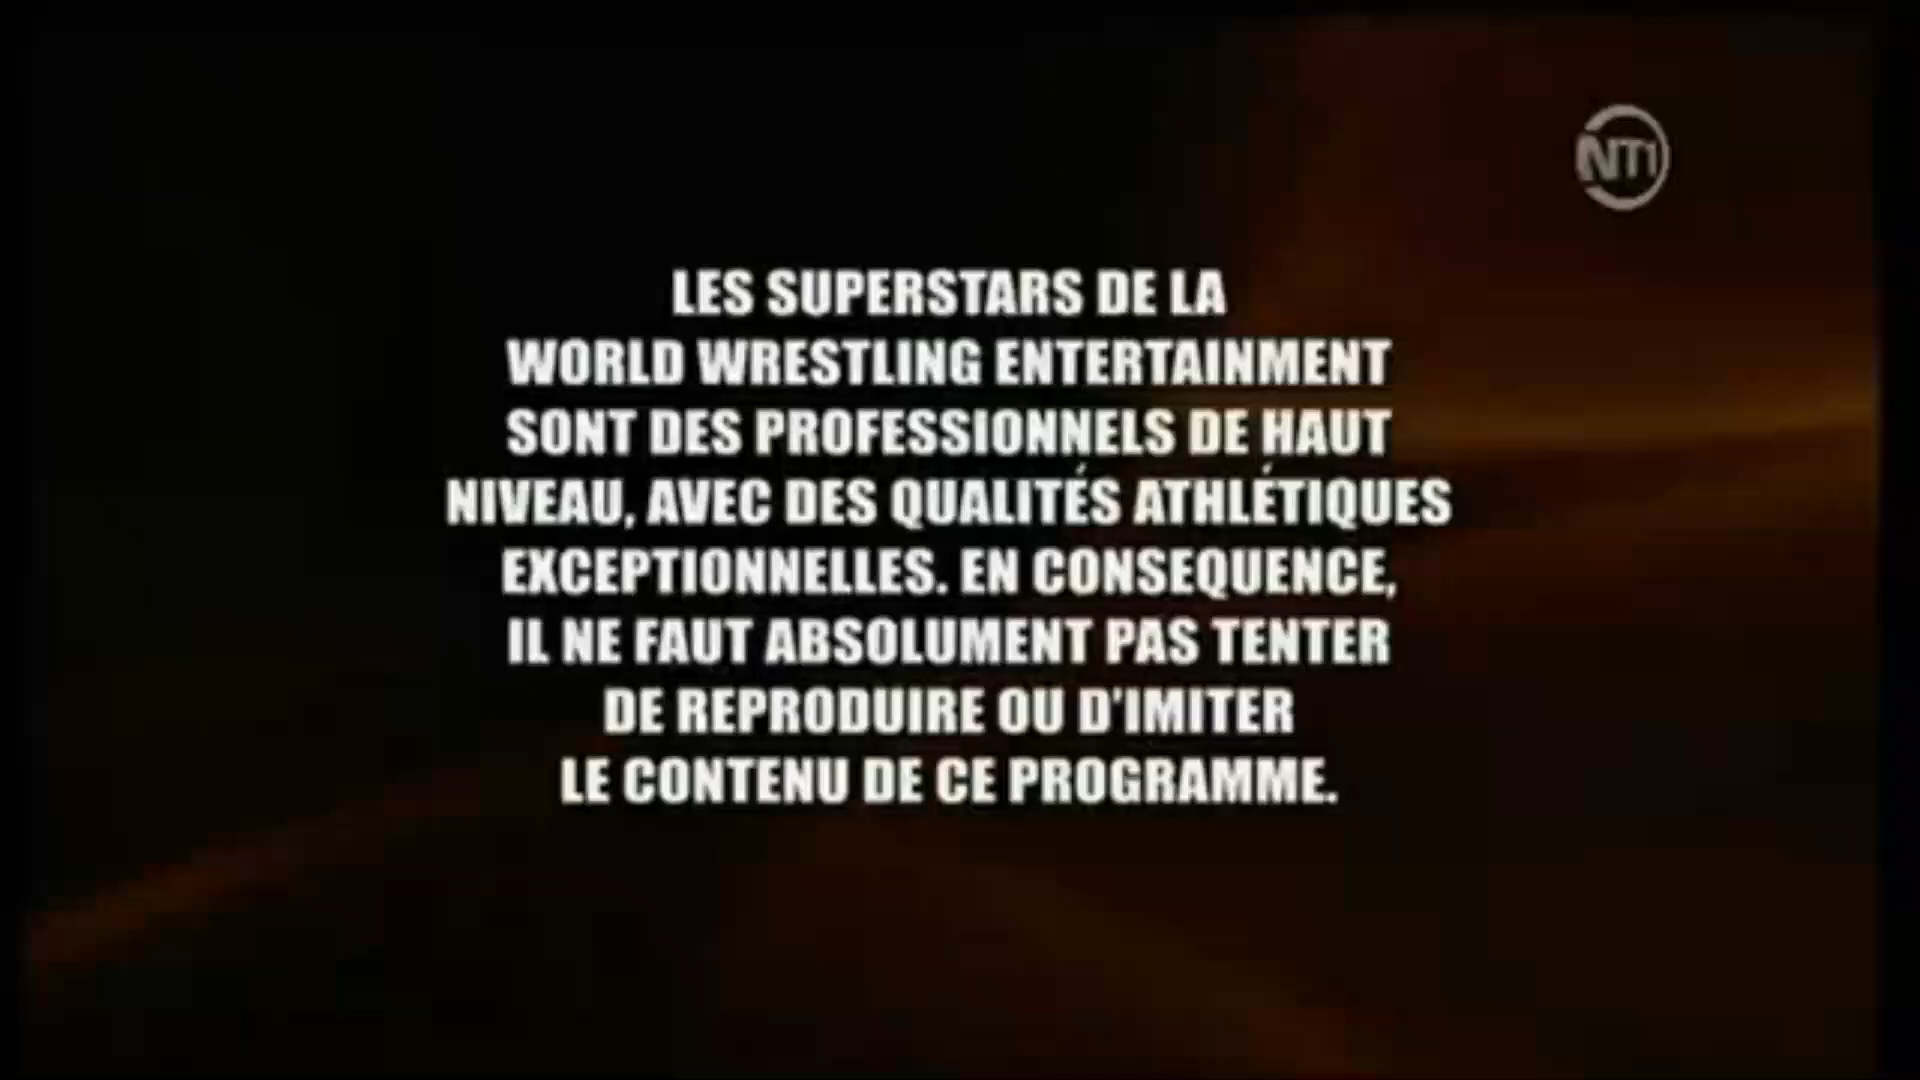 NT1
LES SUPERSTARS DE LA
WORLD WRESTLING ENTERTAINMENT
SONT DES PROFESSIONNELS DE HAUT
NIVEAU, AVEC DES QUALITÉS ATHLÉTIQUES
EXCEPTIONNELLES. EN CONSEQUENCE,
IL NE FAUT ABSOLUMENT PAS TENTER
DE REPRODUIRE OU D'IMITER
LE CONTENU DE CE PROGRAMME.